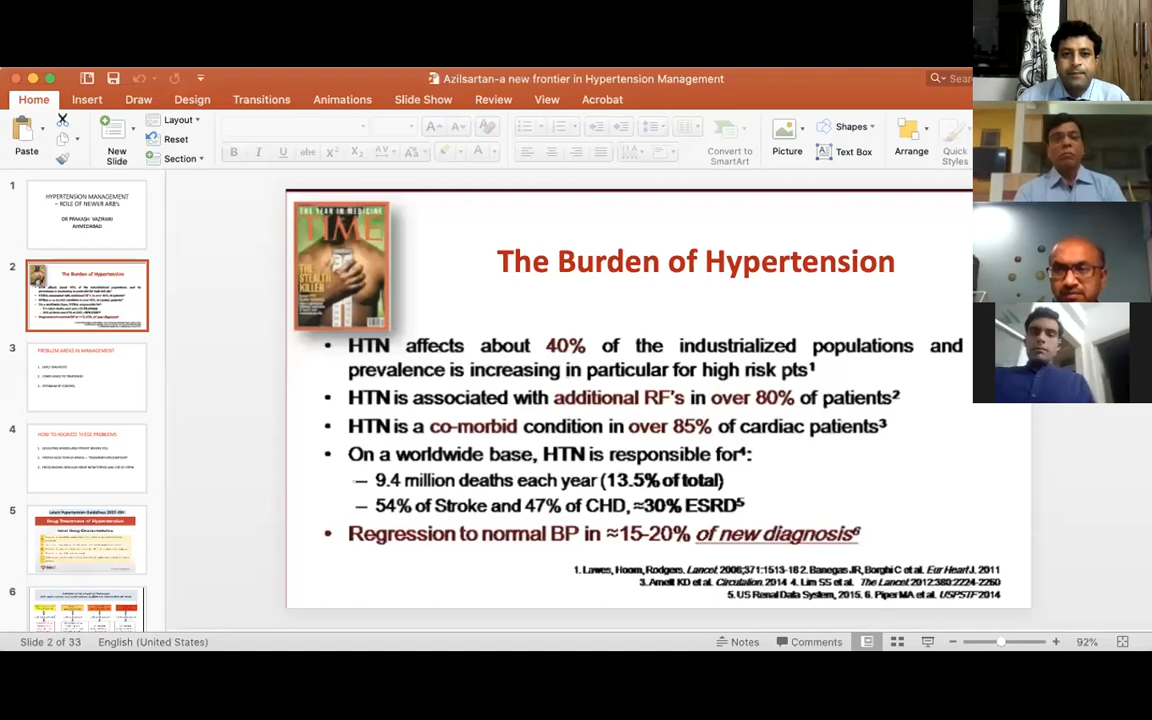 Azilsartan-a new frontier in Hypertension Management
Home Insert Draw Design Transitions Animations Slide Show Review View Acrobat
Paste
New Slide
Layout
Reset
Section
Convert to SmartArt
Picture
Shapes
Text Box
Arrange
Quick Styles
1
HYPERTENSION MANAGEMENT
– ROLE OF NEWER ARB's
DR PRAKASH VAZIRANI
AHMEDABAD
2
The Burden of Hypertension
3
PROBLEM AREAS IN MANAGEMENT
4
HOW TO ADDRESS THESE PROBLEMS
5
Drug Treatment of Hypertension
6
THE YEAR IN MEDICINE
TIME
THE STEALTH KILLER
The Burden of Hypertension
• HTN affects about 40% of the industrialized populations and
prevalence is increasing in particular for high risk pts1
• HTN is associated with additional RF's in over 80% of patients2
• HTN is a co-morbid condition in over 85% of cardiac patients3
• On a worldwide base, HTN is responsible for4:
– 9.4 million deaths each year (13.5% of total)
– 54% of Stroke and 47% of CHD, ≈30% ESRD5
• Regression to normal BP in ≈15-20% of new diagnosis6
1. Lawes, Hoorn, Rodgers. Lancet. 2008;371:1513-18 2. Banegas JR, Borghi C et al. Eur Heart J. 2011
et al. Circulation. 2014 4. Lim SS et al. The Lancet 2012;380:2224-2260
5. US Renal Data System, 2015. 6. Piper MA et al. USPSTF 2014
Slide 2 of 33 English (United States)
Notes Comments 92%